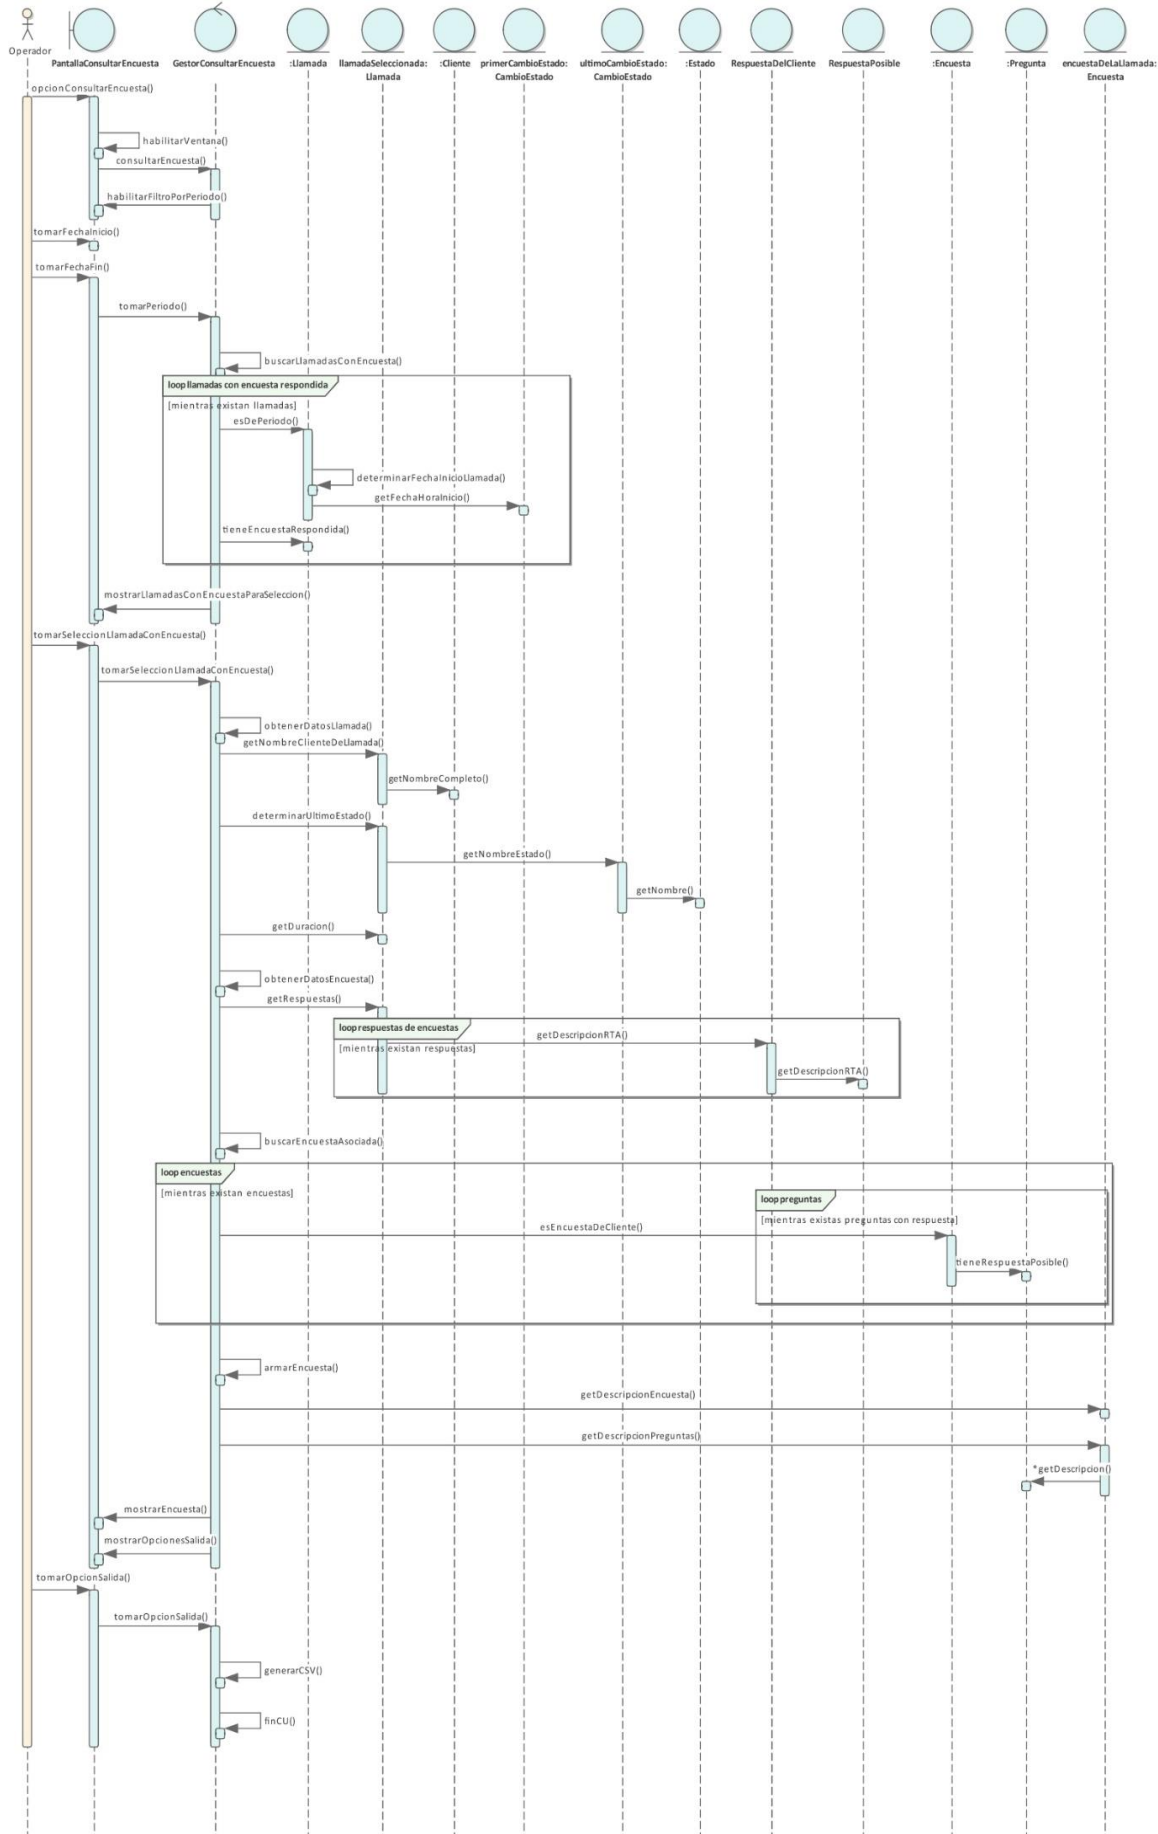 Operador
PantallaConsultarEncuesta
GestorConsultarEncuesta
:Llamada
llamadaSeleccionada:
Llamada
:Cliente
primerCambioEstado:
CambioEstado
ultimoCambioEstado:
CambioEstado
:Estado
RespuestaDelCliente
RespuestaPosible
:Encuesta
:Pregunta
encuestaDeLaLlamada:
Encuesta
opcionConsultarEncuesta()
habilitarVentana()
consultarEncuesta()
habilitarFiltroPorPeriodo()
tomarFechaInicio()
tomarFechaFin()
tomarPeriodo()
buscarLlamadasConEncuesta()
loop llamadas con encuesta respondida
[mientras existan llamadas]
esDePeriodo()
determinarFechaInicioLlamada()
getFechaHoraInicio()
tieneEncuestaRespondida()
mostrarLlamadasConEncuestaParaSeleccion()
tomarSeleccionLlamadaConEncuesta()
tomarSeleccionLlamadaConEncuesta()
obtenerDatosLlamada()
getNombreClienteDeLlamada()
getNombreCompleto()
determinarUltimoEstado()
getNombreEstado()
getNombre()
getDuracion()
obtenerDatosEncuesta()
getRespuestas()
loop respuestas de encuestas
[mientras existan respuestas]
getDescripcionRTA()
getDescripcionRTA()
buscarEncuestaAsociada()
loop encuestas
[mientras existan encuestas]
loop preguntas
[mientras existas preguntas con respuesta]
esEncuestaDeCliente()
tieneRespuestaPosible()
armarEncuesta()
getDescripcionEncuesta()
getDescripcionPreguntas()
*getDescripcion()
mostrarEncuesta()
mostrarOpcionesSalida()
tomarOpcionSalida()
tomarOpcionSalida()
generarCSV()
finCU()